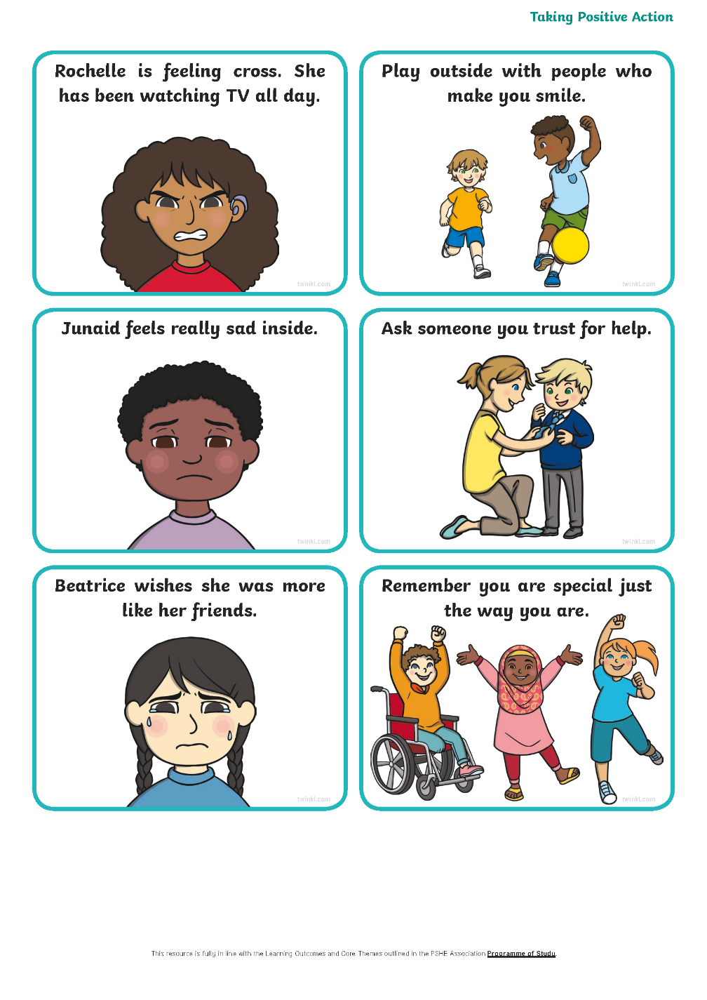 Taking Positive Action
Rochelle is feeling cross. She
has been watching TV all day.
twinkl.com
Play outside with people who
make you smile.
twinkl.com
Junaid feels really sad inside.
twinkl.com
Ask someone you trust for help.
twinkl.com
Beatrice wishes she was more
like her friends.
twinkl.com
Remember you are special just
the way you are.
twinkl.com
This resource is fully in line with the Learning Outcomes and Core Themes outlined in the PSHE Association Programme of Study.